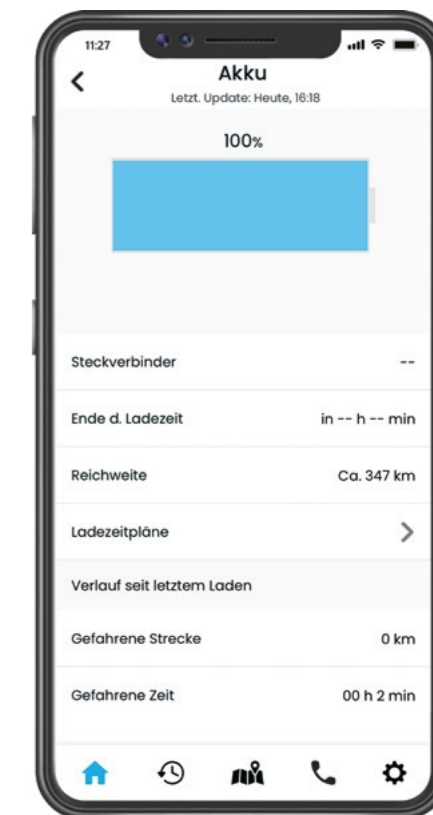 11:27
Akku
Letzt. Update: Heute, 16:18
100%
Steckverbinder --
Ende d. Ladezeit in -- h -- min
Reichweite Ca. 347 km
Ladezeitpläne
Verlauf seit letztem Laden
Gefahrene Strecke 0 km
Gefahrene Zeit 00 h 2 min